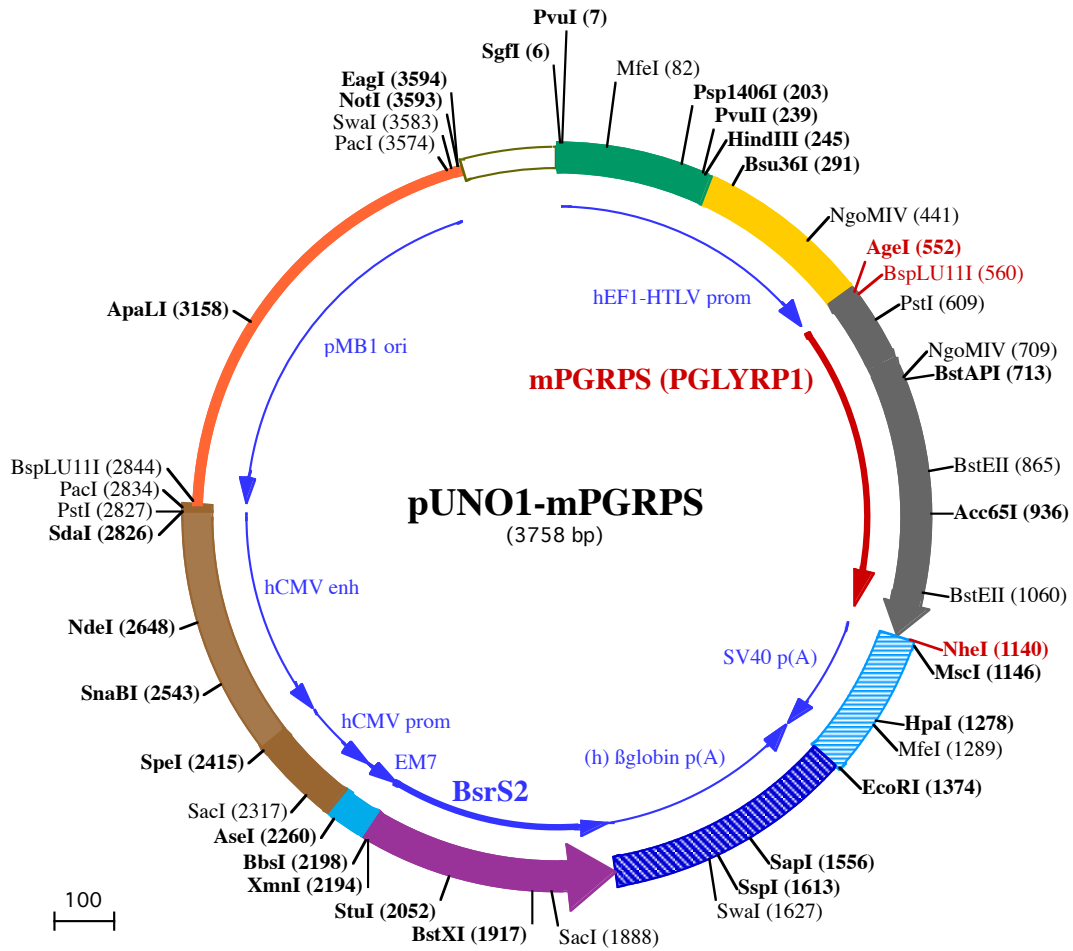 PvuI (7)
SgfI (6)
MfeI (82)
Psp1406I (203)
PvuII (239)
HindIII (245)
Bsu36I (291)
NgoMIV (441)
AgeI (552)
BspLU11I (560)
PstI (609)
NgoMIV (709)
BstAPI (713)
BstEII (865)
Acc65I (936)
BstEII (1060)
NheI (1140)
MscI (1146)
HpaI (1278)
MfeI (1289)
EcoRI (1374)
SapI (1556)
SspI (1613)
SwaI (1627)
SacI (1888)
BstXI (1917)
StuI (2052)
XmnI (2194)
BbsI (2198)
AseI (2260)
SacI (2317)
SpeI (2415)
SnaBI (2543)
NdeI (2648)
SdaI (2826)
PstI (2827)
PacI (2834)
BspLU11I (2844)
ApaLI (3158)
PacI (3574)
SwaI (3583)
NotI (3593)
EagI (3594)
hEF1-HTLV prom
pMB1 ori
mPGRPS (PGLYRP1)
pUNO1-mPGRPS
(3758 bp)
hCMV enh
SV40 p(A)
hCMV prom
EM7
(h) ßglobin p(A)
BsrS2
100